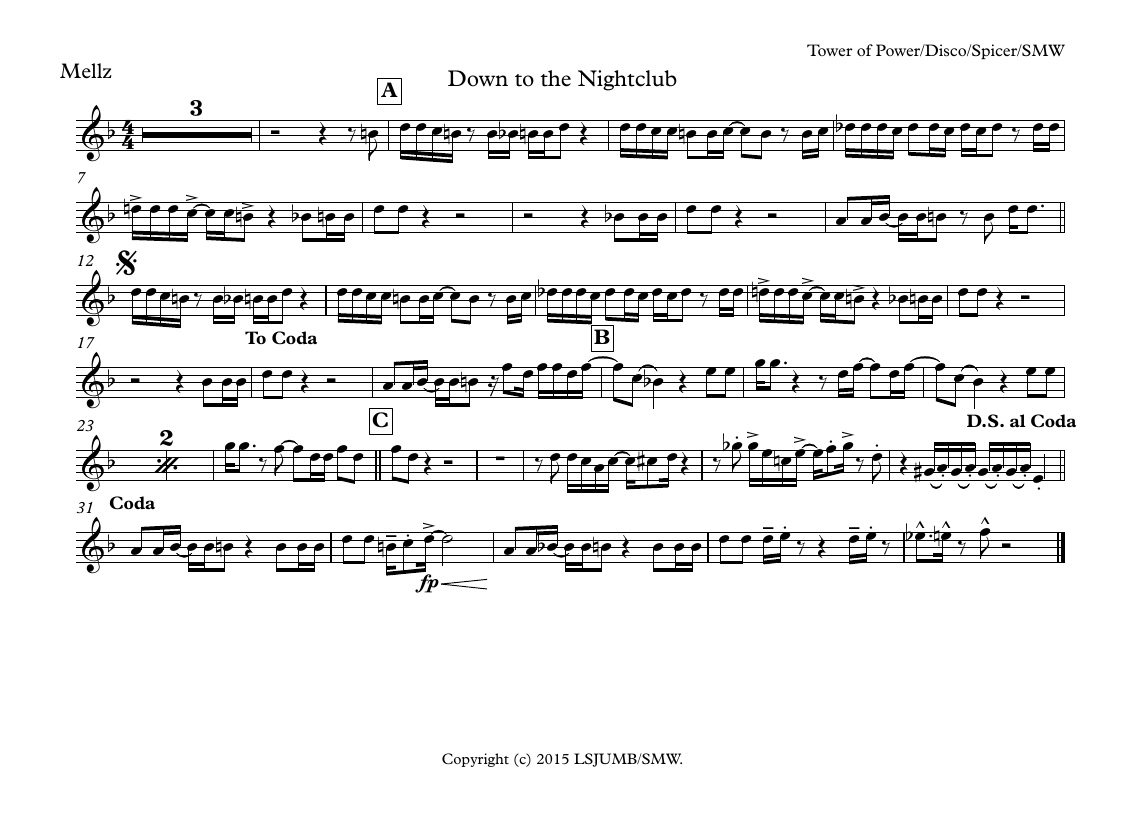 Tower of Power/Disco/Spicer/SMW
Mellz
Down to the Nightclub
A
3
4
4
7
12
To Coda
17
B
C
D.S. al Coda
23
2
31
Coda
fp
Copyright (c) 2015 LSJUMB/SMW.